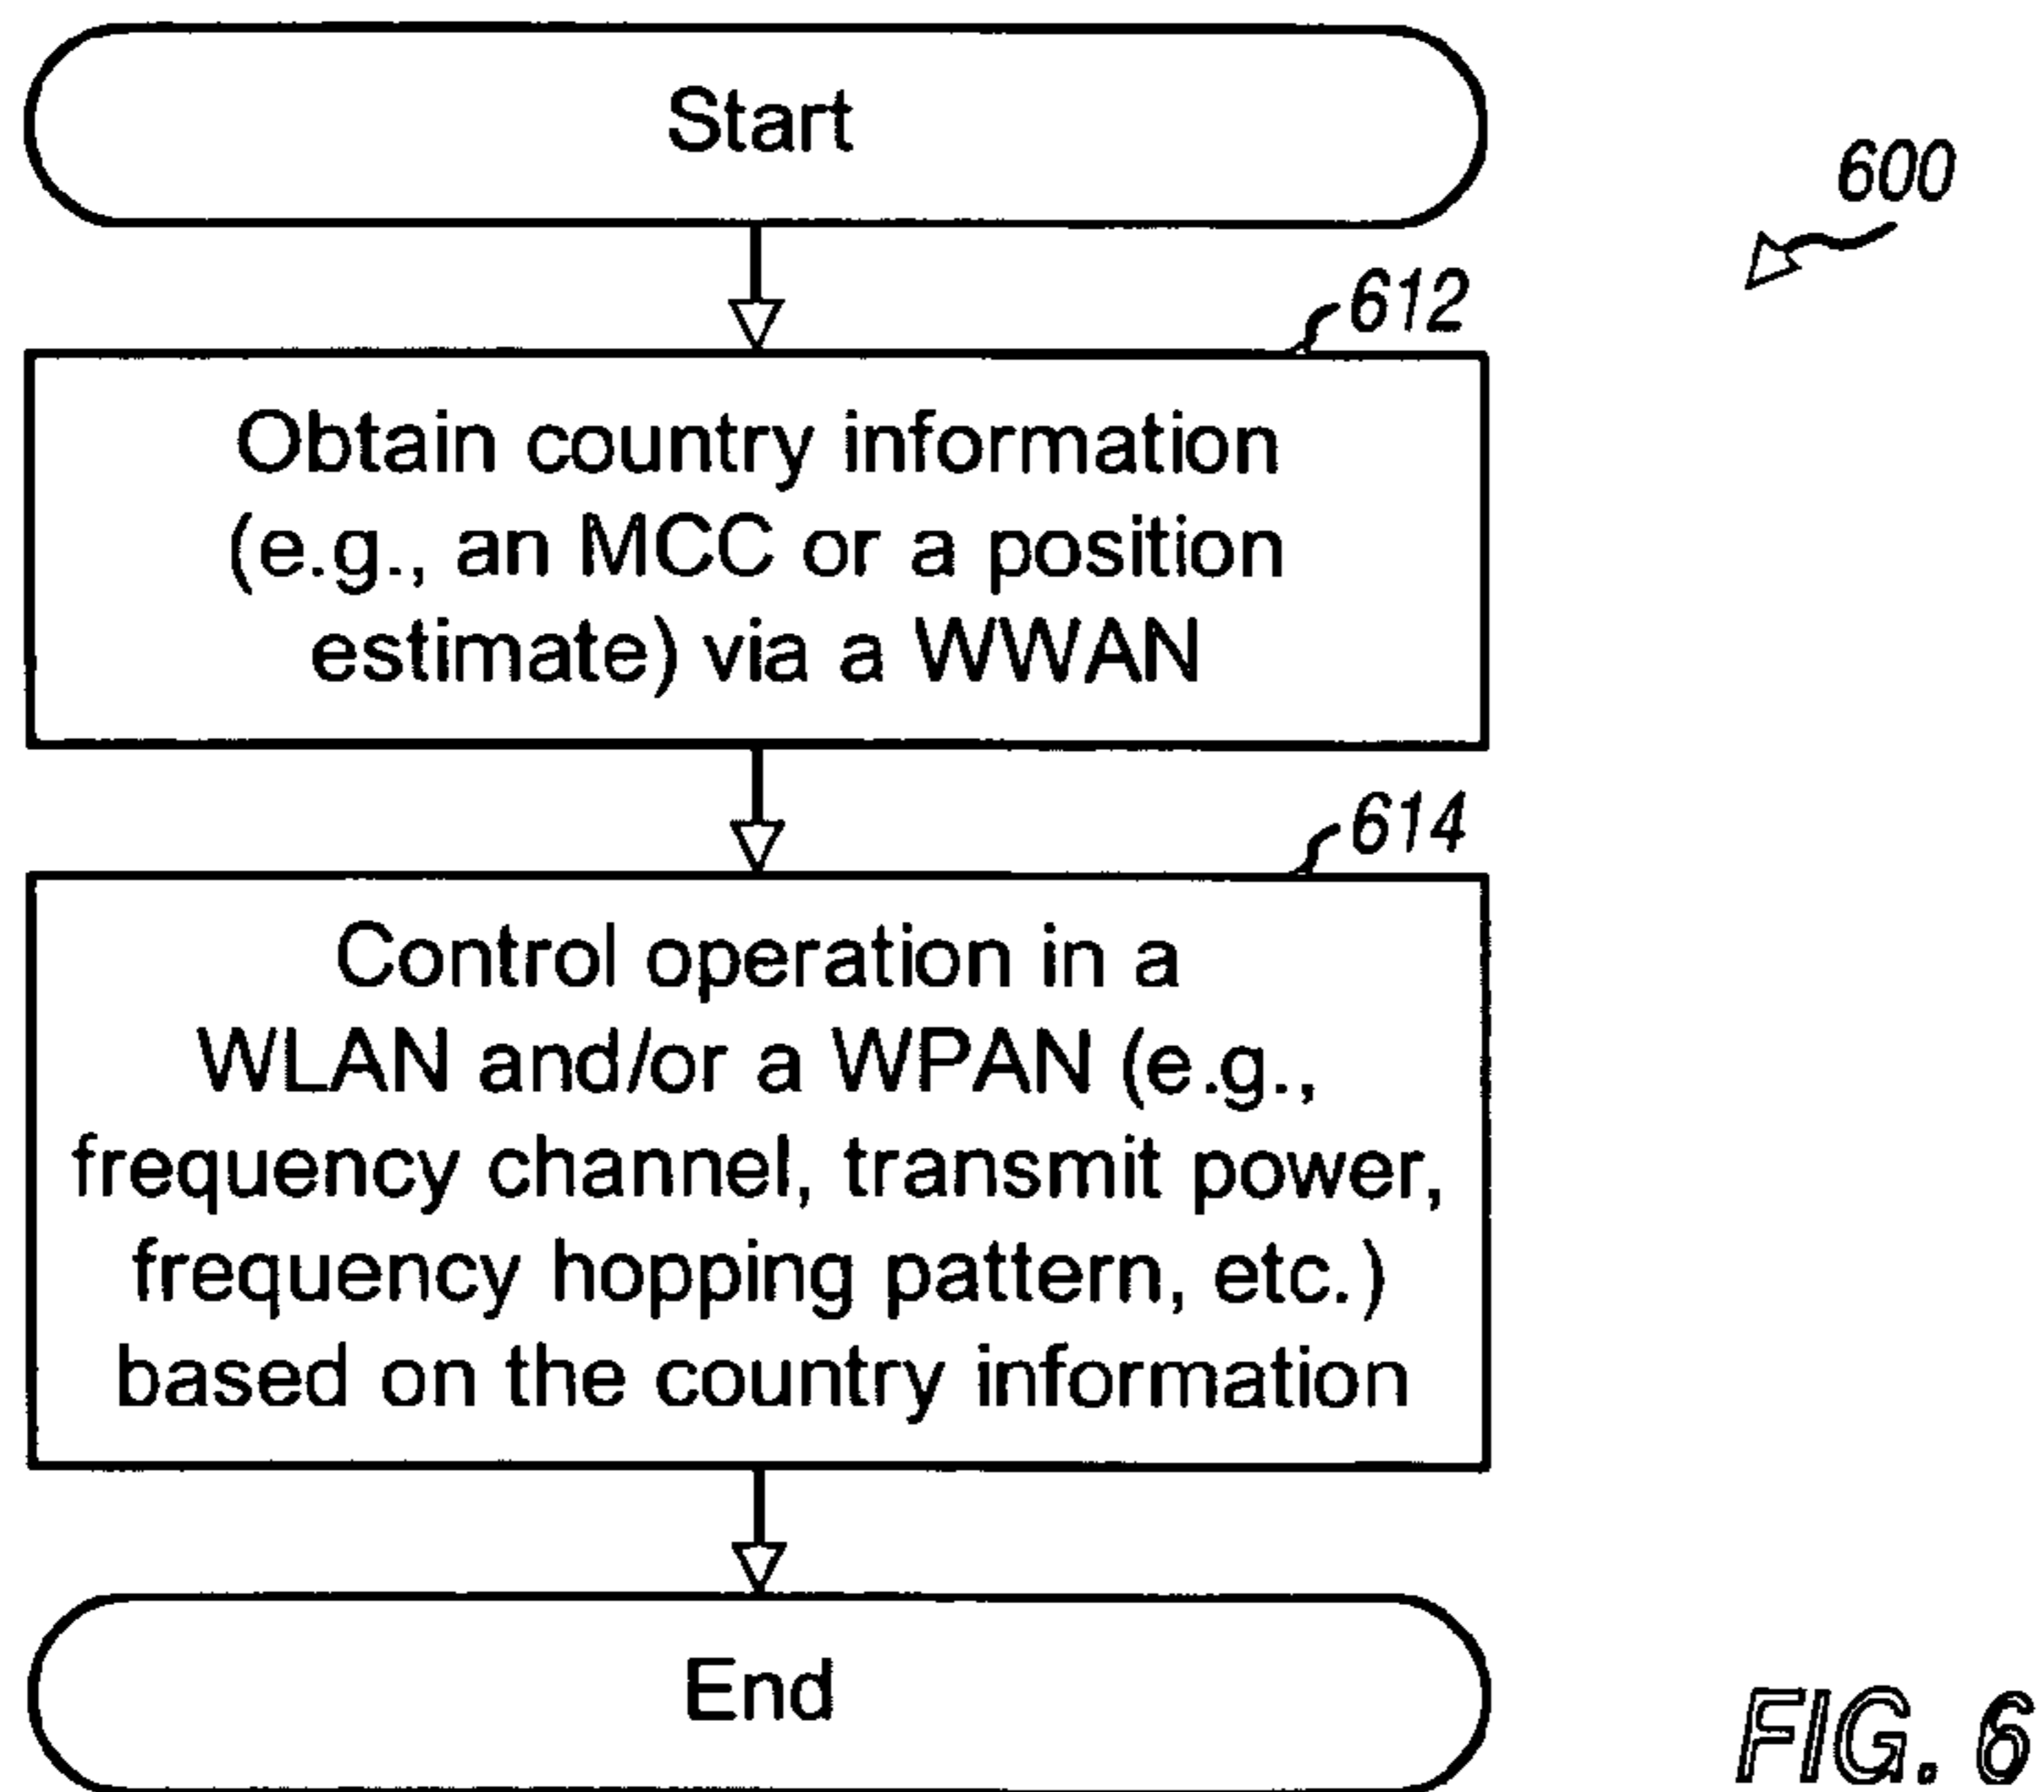 Start
600
612
Obtain country information
(e.g., an MCC or a position
estimate) via a WWAN
614
Control operation in a
WLAN and/or a WPAN (e.g.,
frequency channel, transmit power,
frequency hopping pattern, etc.)
based on the country information
End
FIG. 6